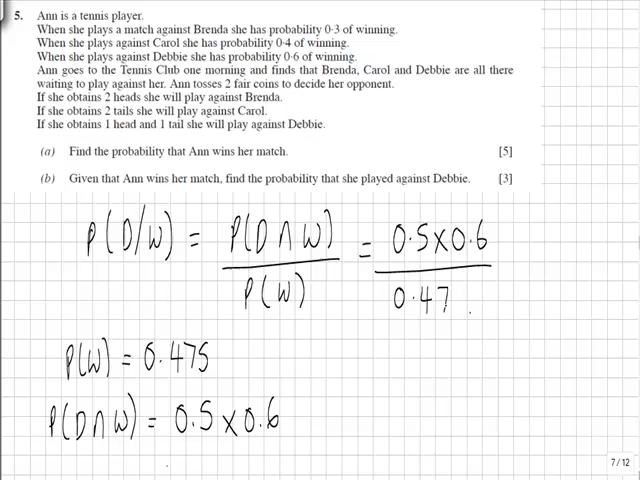 5. Ann is a tennis player.
When she plays a match against Brenda she has probability 0·3 of winning.
When she plays against Carol she has probability 0·4 of winning.
When she plays against Debbie she has probability 0·6 of winning.
Ann goes to the Tennis Club one morning and finds that Brenda, Carol and Debbie are all there
waiting to play against her. Ann tosses 2 fair coins to decide her opponent.
If she obtains 2 heads she will play against Brenda.
If she obtains 2 tails she will play against Carol.
If she obtains 1 head and 1 tail she will play against Debbie.
(a) Find the probability that Ann wins her match. [5]
(b) Given that Ann wins her match, find the probability that she played against Debbie. [3]
P(D/W) = P(D∩W) / P(W) = 0.5×0.6 / 0.47
P(W) = 0.475
P(D∩W) = 0.5×0.6
7/12